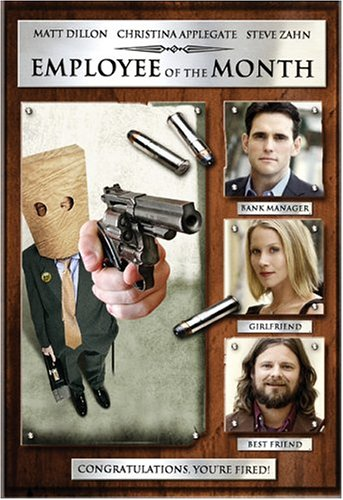 MATT DILLON CHRISTINA APPLEGATE STEVE ZAHN
EMPLOYEE OF THE MONTH
BANK MANAGER
GIRLFRIEND
BEST FRIEND
CONGRATULATIONS, YOU'RE FIRED!